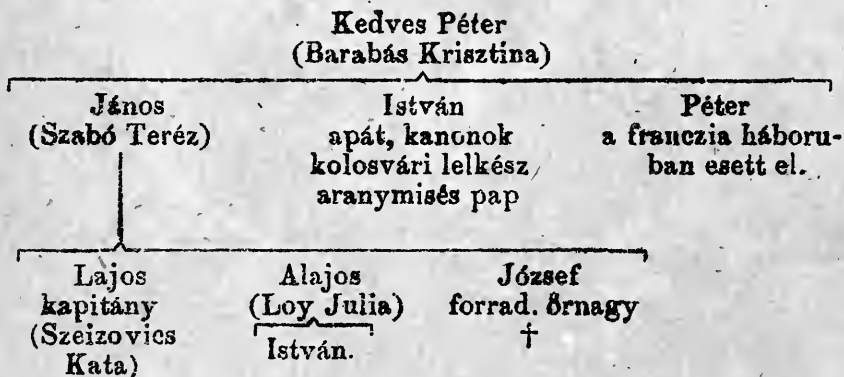 Kedves Péter
(Barabás Krisztina)
János István Péter
(Szabó Teréz) apát, kanonok a franczia háboru-
kolosvári lelkész ban esett el.
aranymisés pap
Lajos Alajos József
kapitány (Loy Julia) forrad. őrnagy
(Szeizovics †
Kata) István.